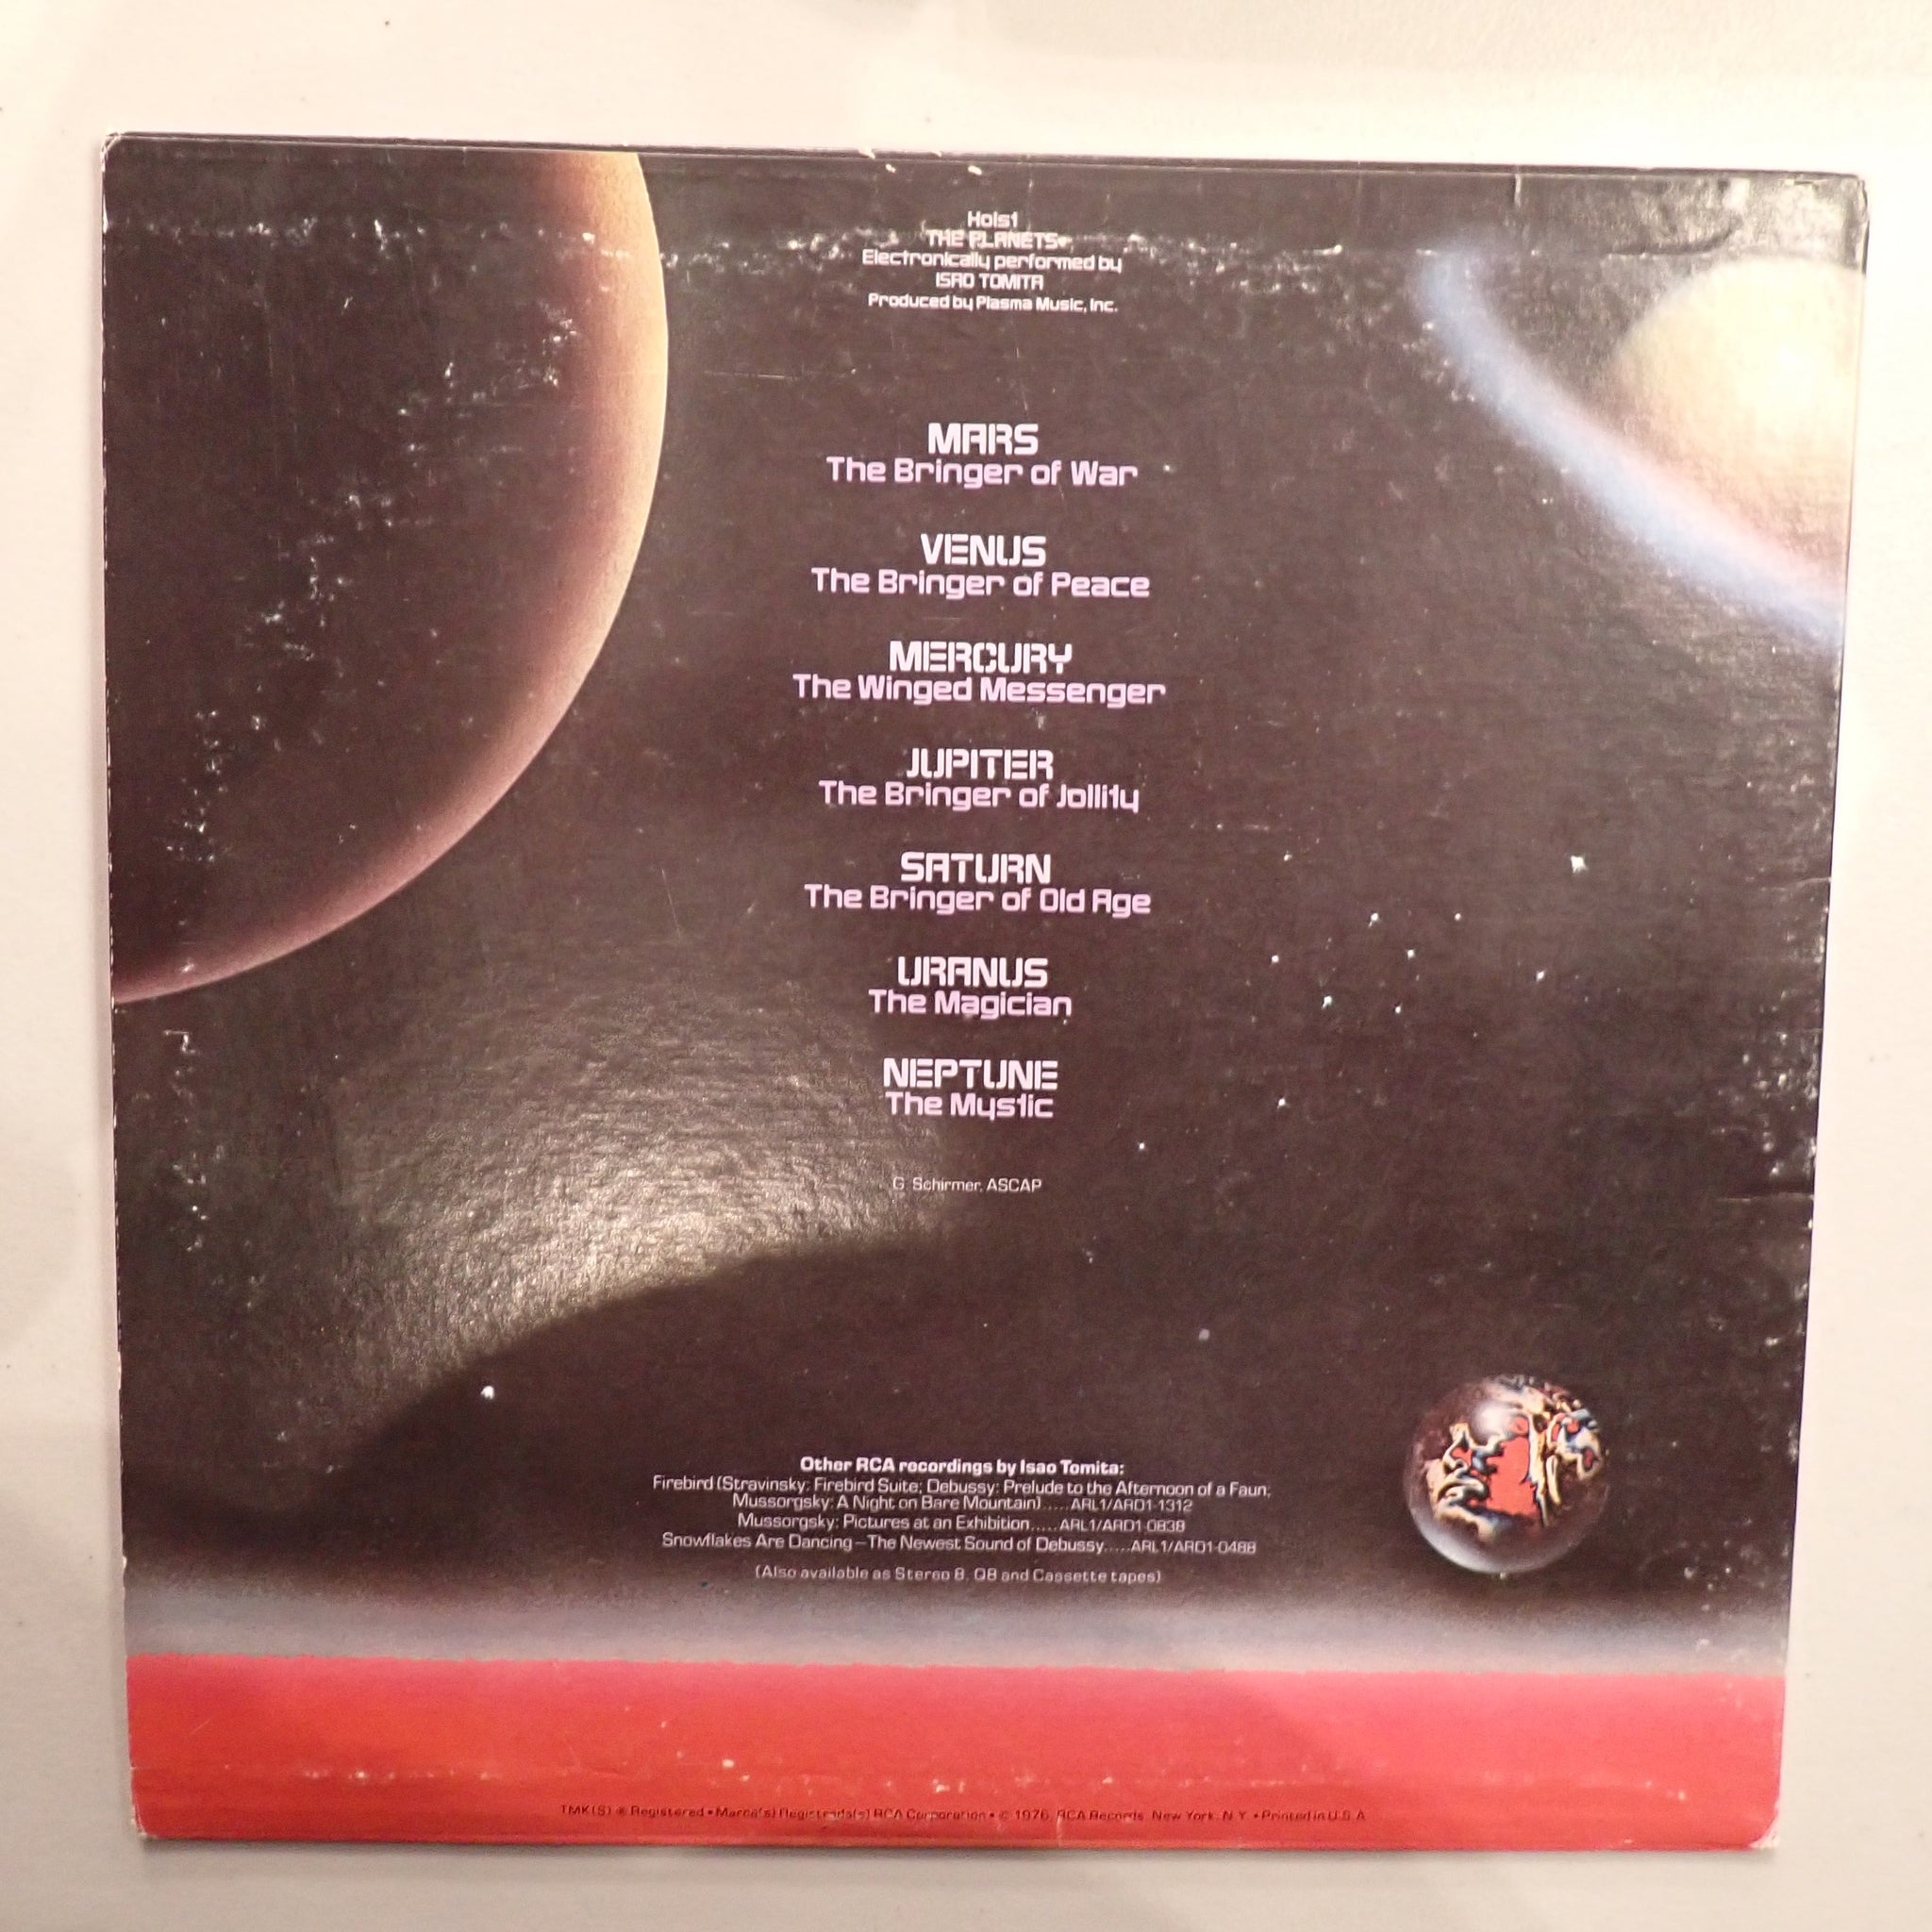 Holst
THE PLANETS
Electronically performed by
ISAO TOMITA
Produced by Plasma Music, Inc.
MARS
The Bringer of War
VENUS
The Bringer of Peace
MERCURY
The Winged Messenger
JUPITER
The Bringer of Jollity
SATURN
The Bringer of Old Age
URANUS
The Magician
NEPTUNE
The Mystic
G. Schirmer, ASCAP
Other RCA recordings by Isao Tomita:
Firebird (Stravinsky: Firebird Suite; Debussy: Prelude to the Afternoon of a Faun;
Mussorgsky: A Night on Bare Mountain).....ARL1/ARD1-1312
Mussorgsky: Pictures at an Exhibition.....ARL1/ARD1-0838
Snowflakes Are Dancing—The Newest Sound of Debussy.....ARL1/ARD1-0488
(Also available as Stereo 8, Q8 and Cassette tapes)
TMK(S) ® Registered • Marca(s) Registrada(s) RCA Corporation • © 1976, RCA Records, New York, N.Y. • Printed in U.S.A.